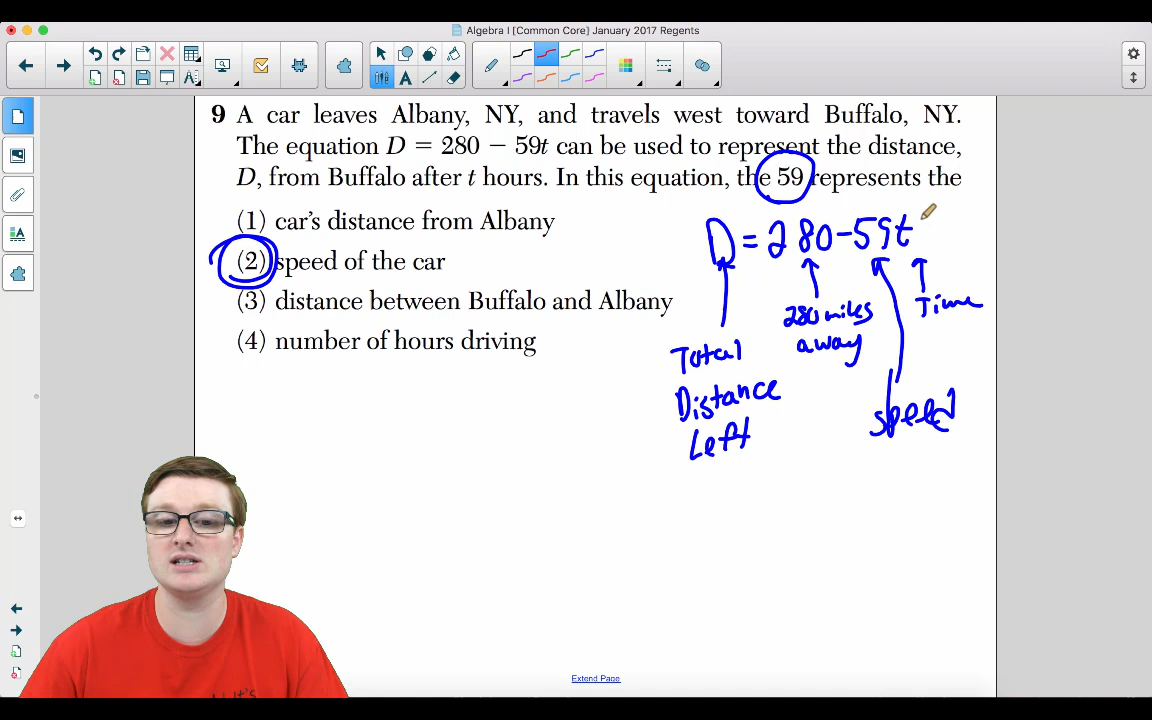 Algebra I [Common Core] January 2017 Regents
9 A car leaves Albany, NY, and travels west toward Buffalo, NY.
The equation D = 280 − 59t can be used to represent the distance,
D, from Buffalo after t hours. In this equation, the 59 represents the
(1) car's distance from Albany
(2) speed of the car
(3) distance between Buffalo and Albany
(4) number of hours driving
D = 280 - 59t
280 miles
away
Time
Total
Distance
Left
speed
Extend Page